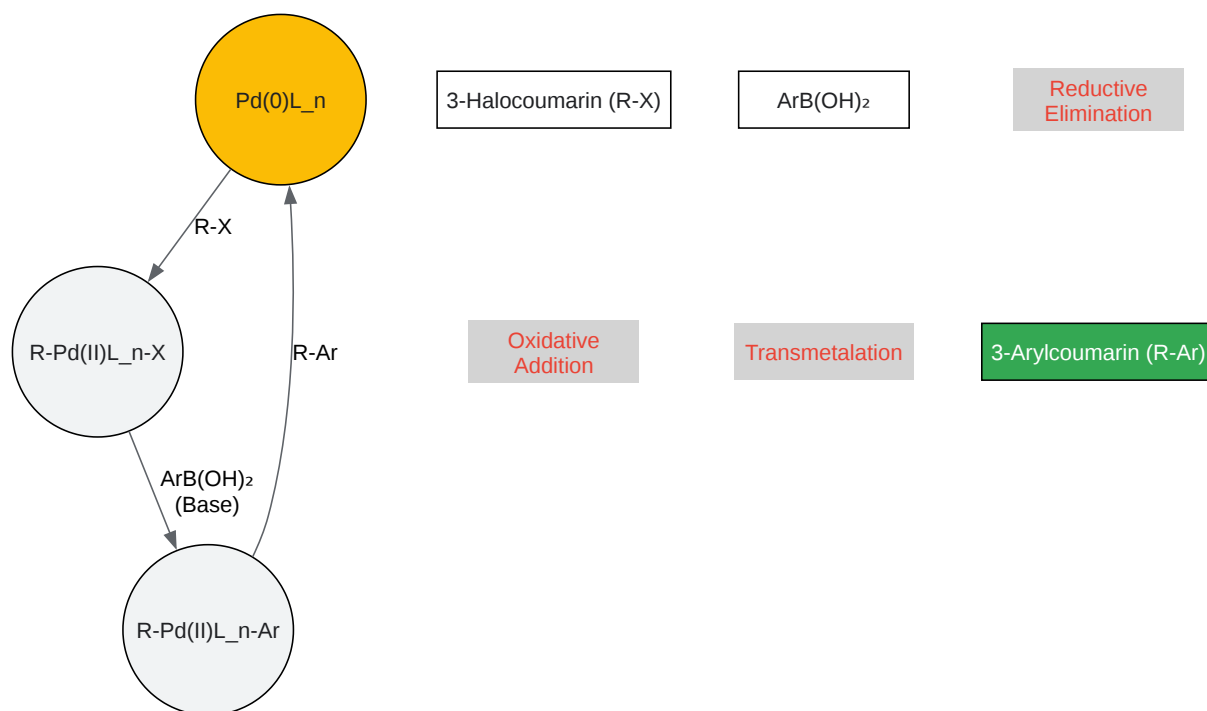 Pd(0)L_n
3-Halocoumarin (R-X)
ArB(OH)₂
Reductive
Elimination
R-X
R-Pd(II)L_n-X
R-Ar
Oxidative
Addition
Transmetalation
3-Arylcoumarin (R-Ar)
ArB(OH)₂
(Base)
R-Pd(II)L_n-Ar